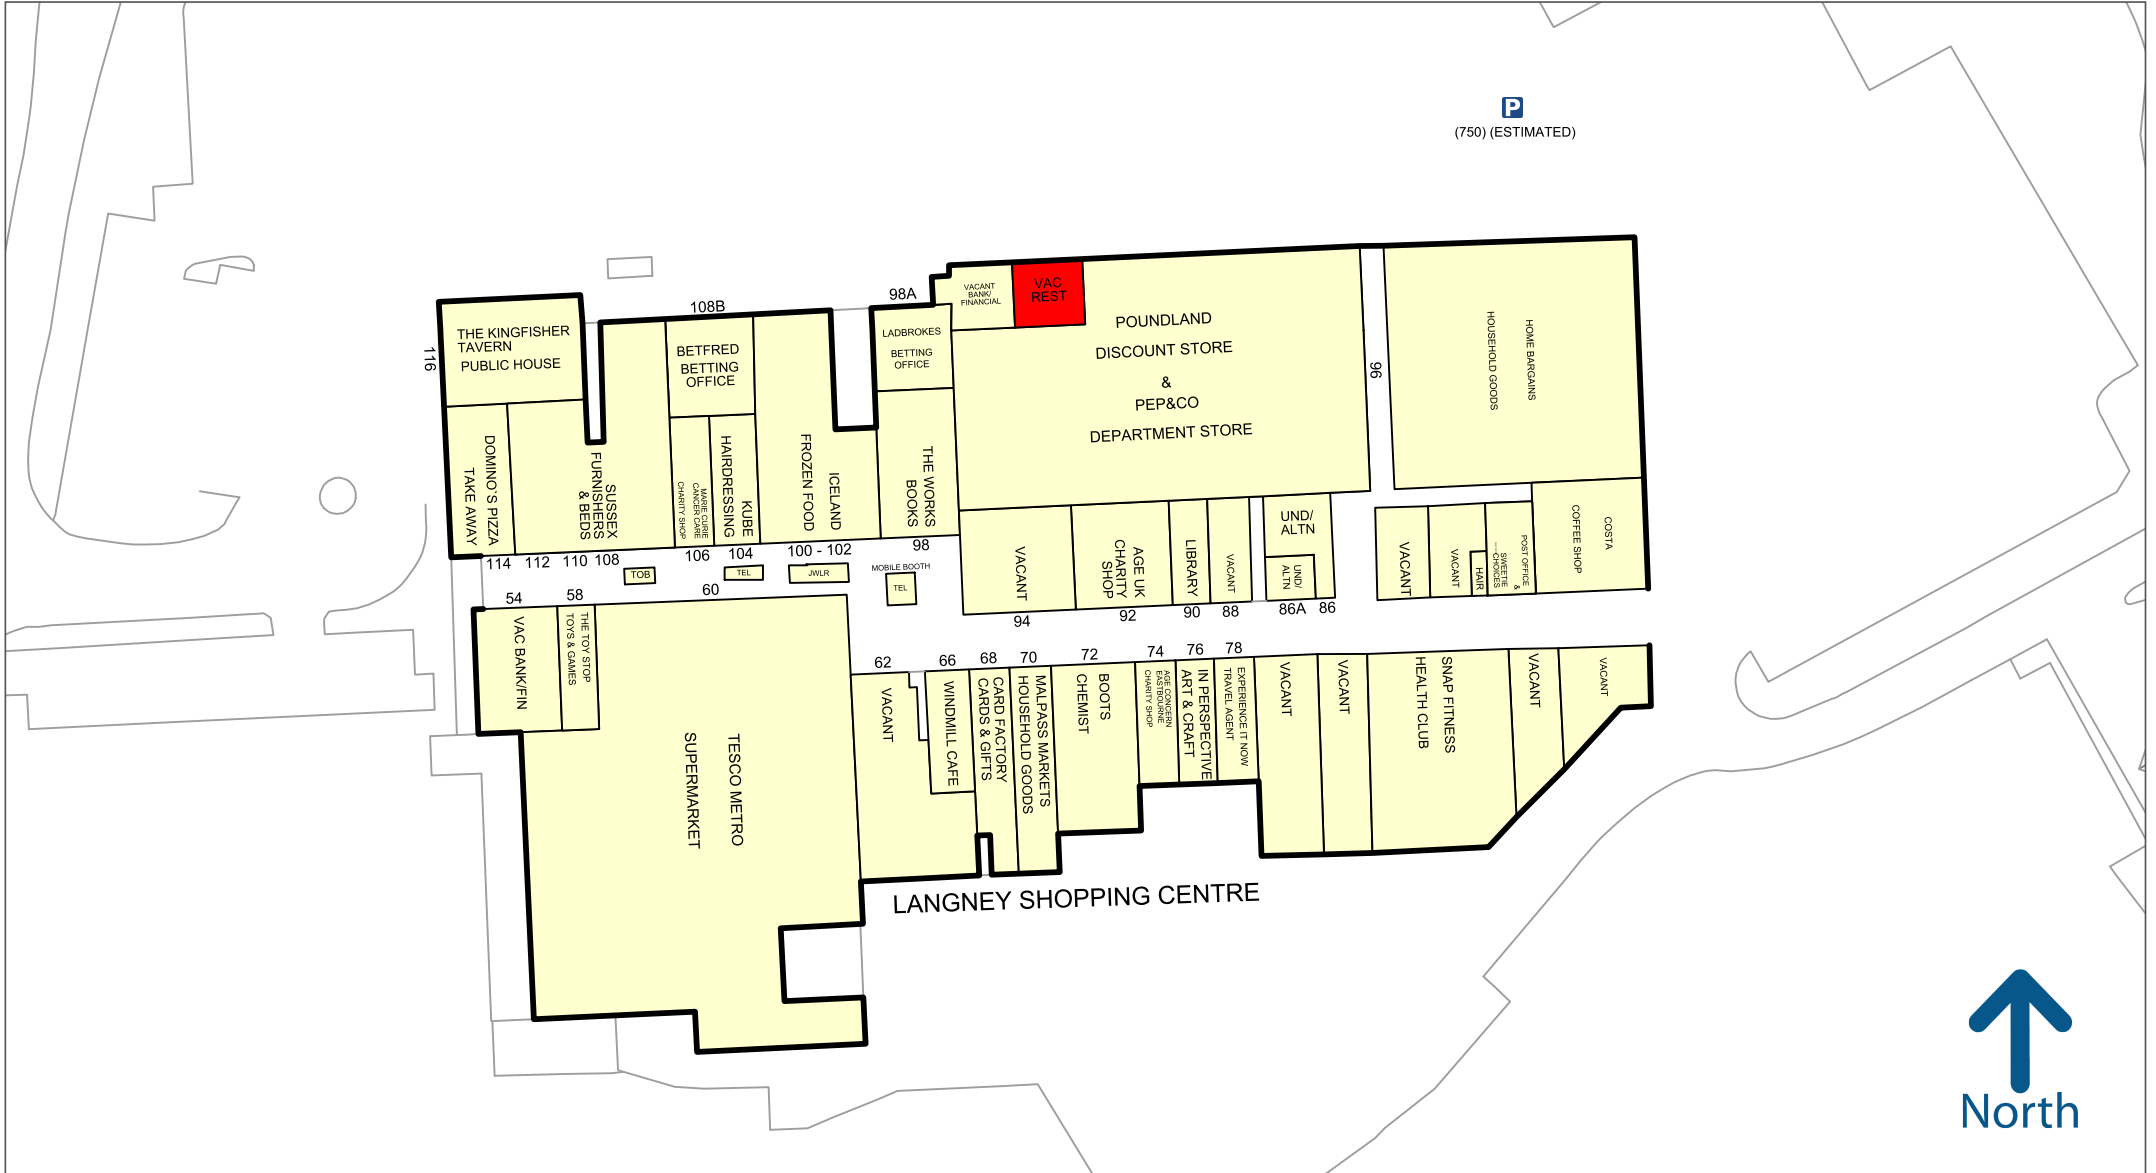 P
(750) (ESTIMATED)
116
THE KINGFISHER
TAVERN
PUBLIC HOUSE
108B
BETFRED
BETTING
OFFICE
98A
LADBROKES
BETTING
OFFICE
VACANT
BANK/
FINANCIAL
VAC
REST
POUNDLAND
DISCOUNT STORE
&
PEP&CO
DEPARTMENT STORE
96
HOME BARGAINS
HOUSEHOLD GOODS
DOMINO'S PIZZA
TAKE AWAY
SUSSEX
FURNISHERS
& BEDS
MARIE CURIE
CANCER CARE
CHARITY SHOP
KUBE
HAIRDRESSING
ICELAND
FROZEN FOOD
THE WORKS
BOOKS
VACANT
AGE UK
CHARITY
SHOP
LIBRARY
VACANT
UND/
ALTN
UND/
ALTN
VACANT
VACANT
HAIR
POST OFFICE
&
SWEETIE
CHOICES
COSTA
COFFEE SHOP
114
112
110
108
106
104
100 - 102
98
TOB
TEL
JWLR
MOBILE BOOTH
TEL
94
92
90
88
86A
86
54
58
60
62
66
68
70
72
74
76
78
VAC BANK/FIN
THE TOY STOP
TOYS & GAMES
TESCO METRO
SUPERMARKET
VACANT
WINDMILL CAFE
CARD FACTORY
CARDS & GIFTS
MALPASS MARKETS
HOUSEHOLD GOODS
BOOTS
CHEMIST
AGE CONCERN
EASTBOURNE
CHARITY SHOP
IN PERSPECTIVE
ART & CRAFT
EXPERIENCE IT NOW
TRAVEL AGENT
VACANT
VACANT
SNAP FITNESS
HEALTH CLUB
VACANT
VACANT
LANGNEY SHOPPING CENTRE
North